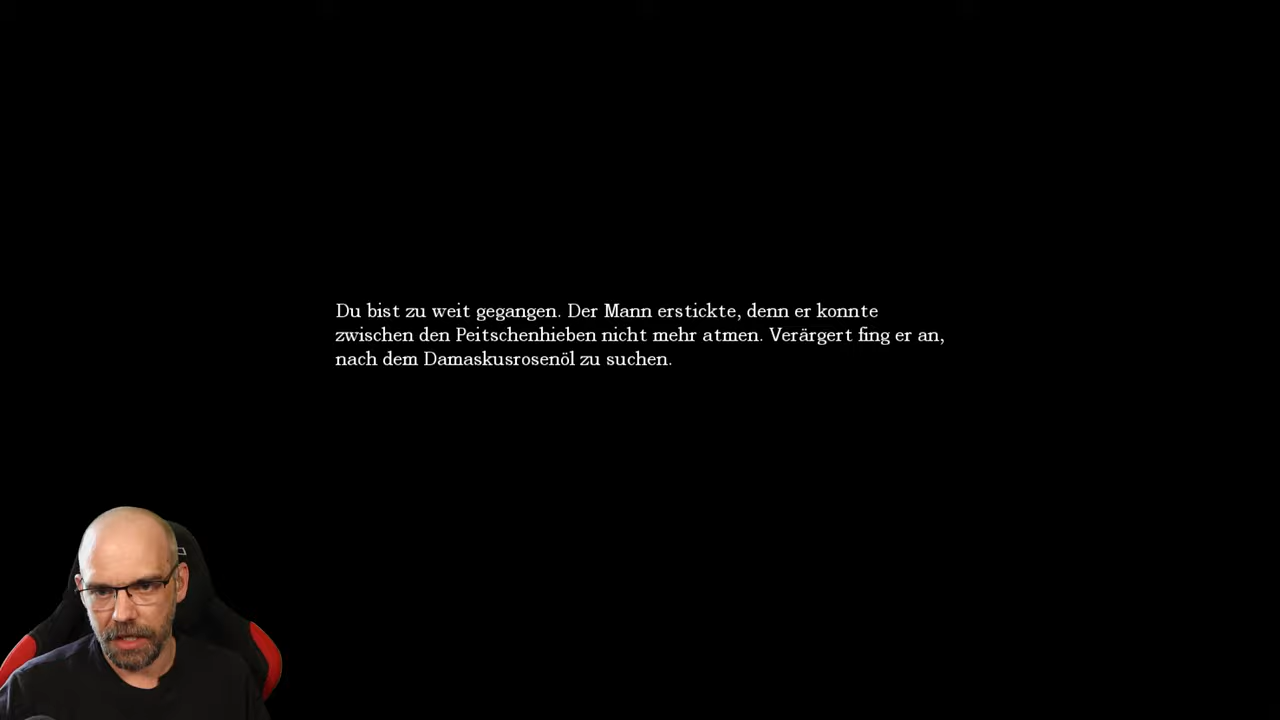 Du bist zu weit gegangen. Der Mann erstickte, denn er konnte
zwischen den Peitschenhieben nicht mehr atmen. Verärgert fing er an,
nach dem Damaskusrosenöl zu suchen.